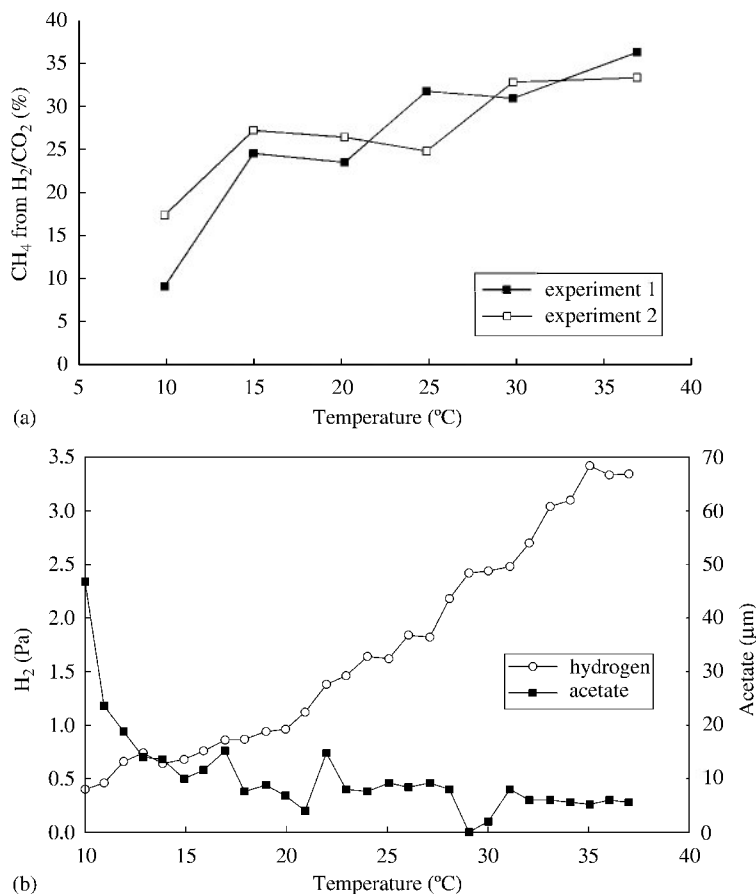 40
35
30
25
20
15
10
5
0
CH₄ from H₂/CO₂ (%)
experiment 1
experiment 2
5 10 15 20 25 30 35 40
(a)
Temperature (ºC)
3.5
3.0
2.5
2.0
1.5
1.0
0.5
0.0
H₂ (Pa)
hydrogen
acetate
70
60
50
40
30
20
10
0
Acetate (µm)
10 15 20 25 30 35 40
(b)
Temperature (ºC)